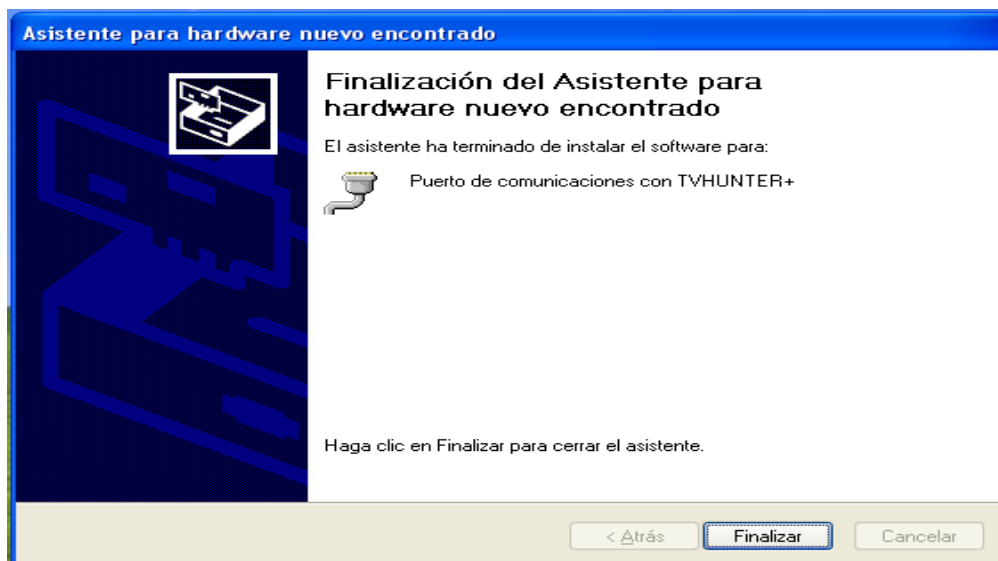 Asistente para hardware nuevo encontrado
Finalización del Asistente para
hardware nuevo encontrado
El asistente ha terminado de instalar el software para:
Puerto de comunicaciones con TVHUNTER+
Haga clic en Finalizar para cerrar el asistente.
< Atrás
Finalizar
Cancelar